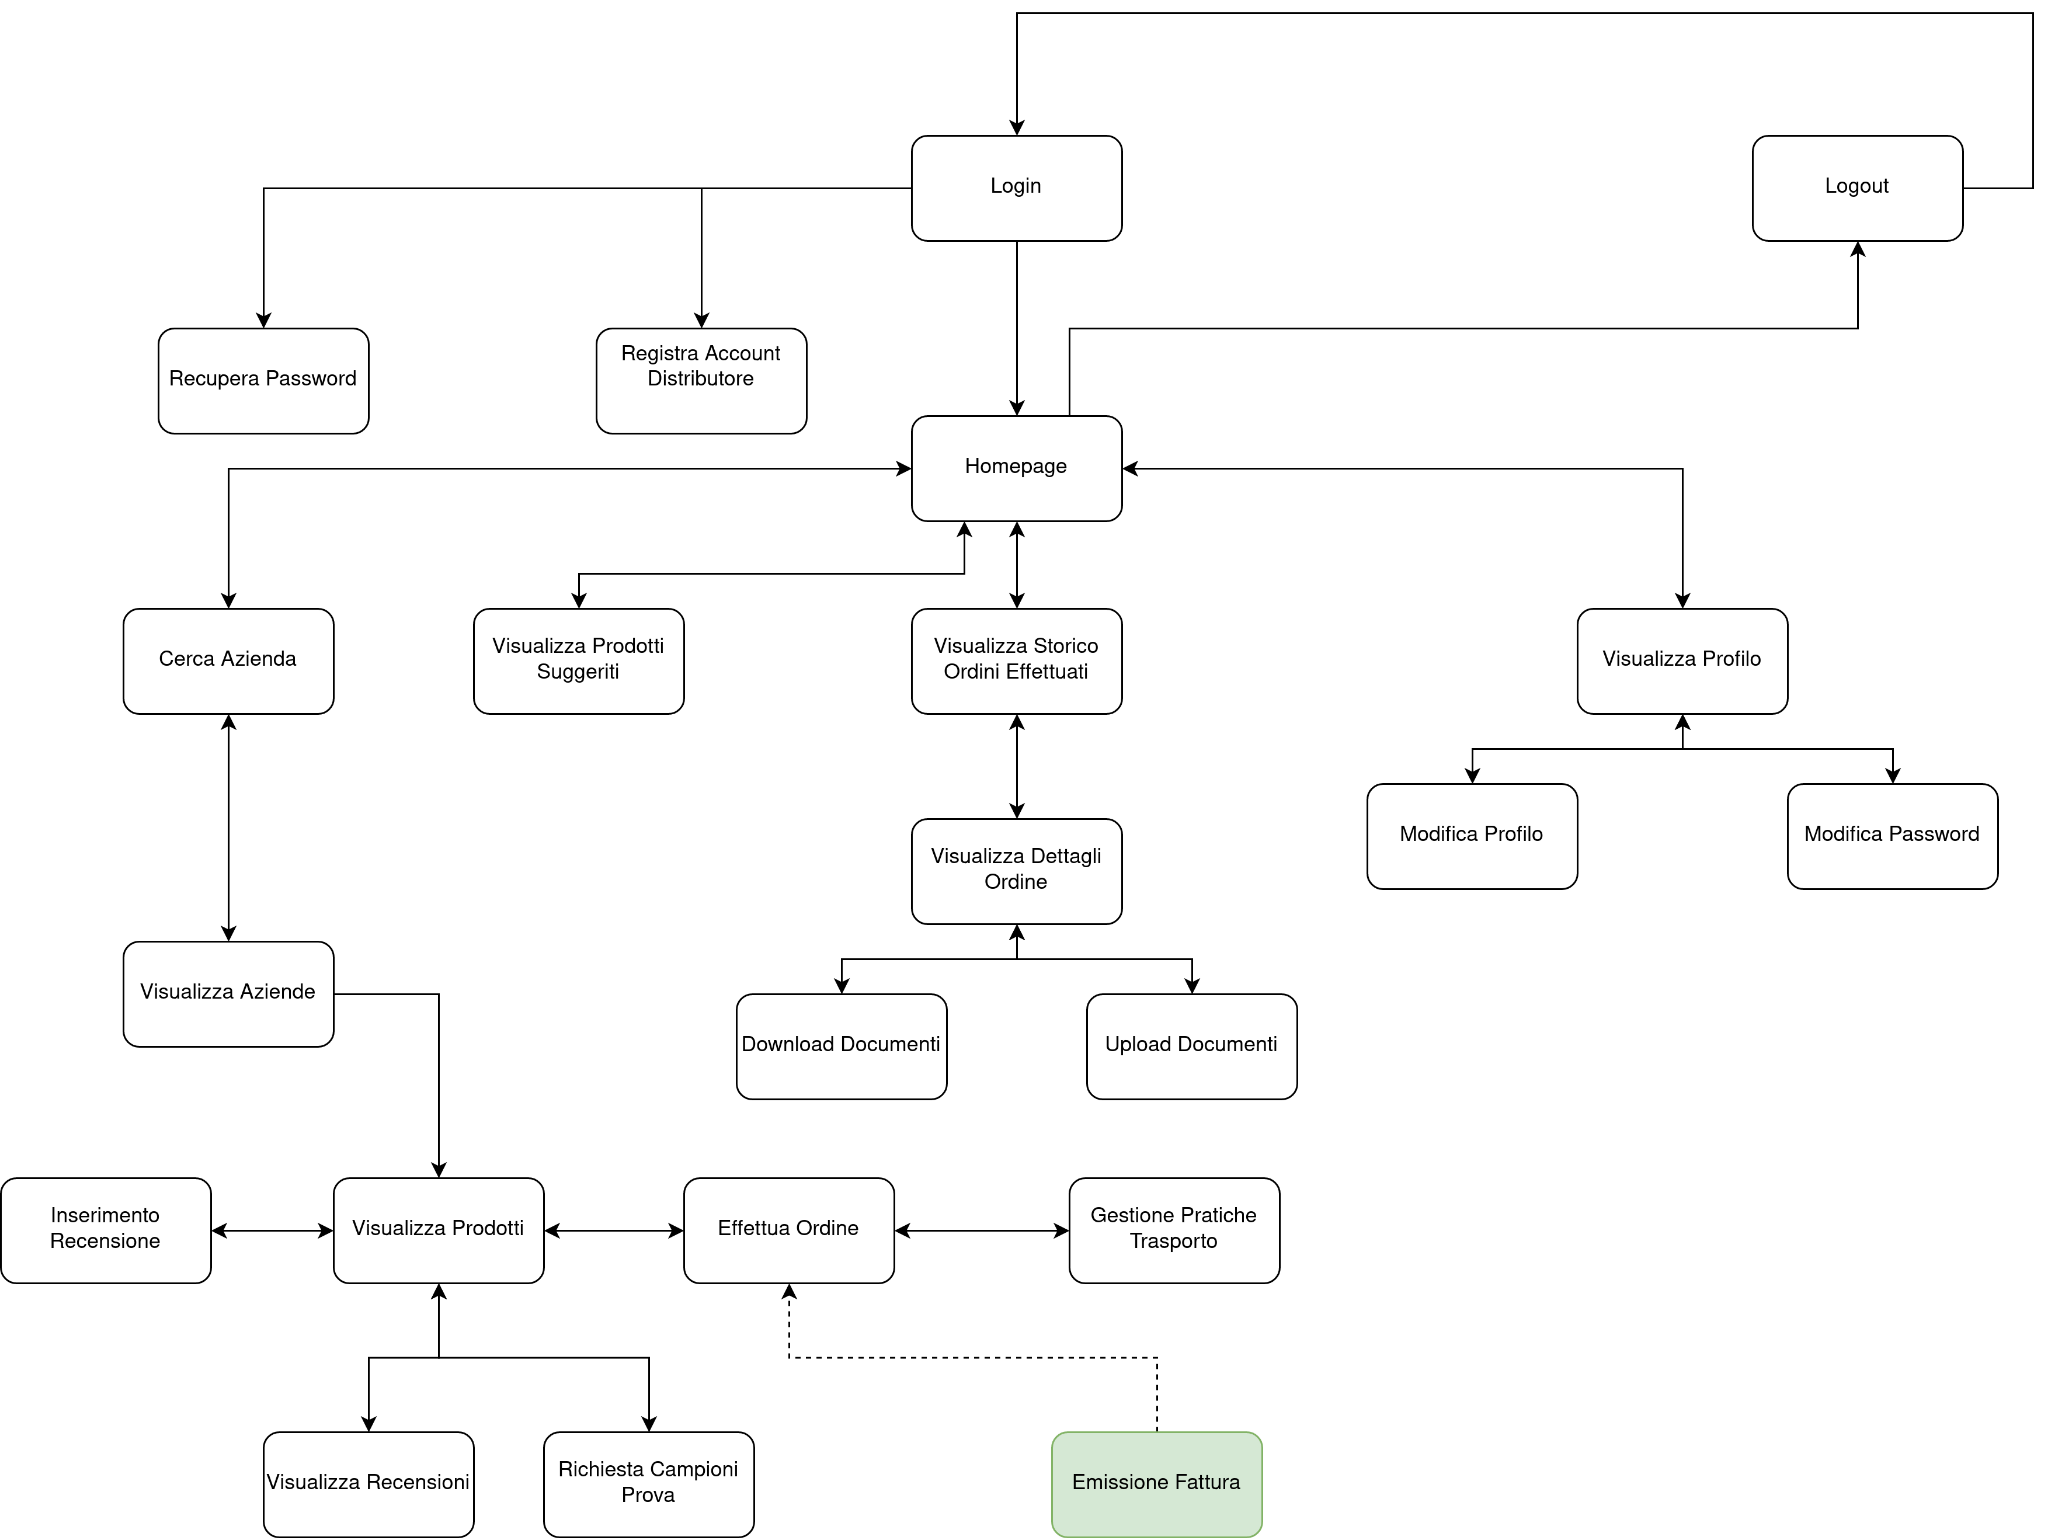 Login
Logout
Recupera Password
Registra Account
Distributore
Homepage
Cerca Azienda
Visualizza Prodotti
Suggeriti
Visualizza Storico
Ordini Effettuati
Visualizza Profilo
Modifica Profilo
Modifica Password
Visualizza Dettagli
Ordine
Visualizza Aziende
Download Documenti
Upload Documenti
Inserimento
Recensione
Visualizza Prodotti
Effettua Ordine
Gestione Pratiche
Trasporto
Visualizza Recensioni
Richiesta Campioni
Prova
Emissione Fattura